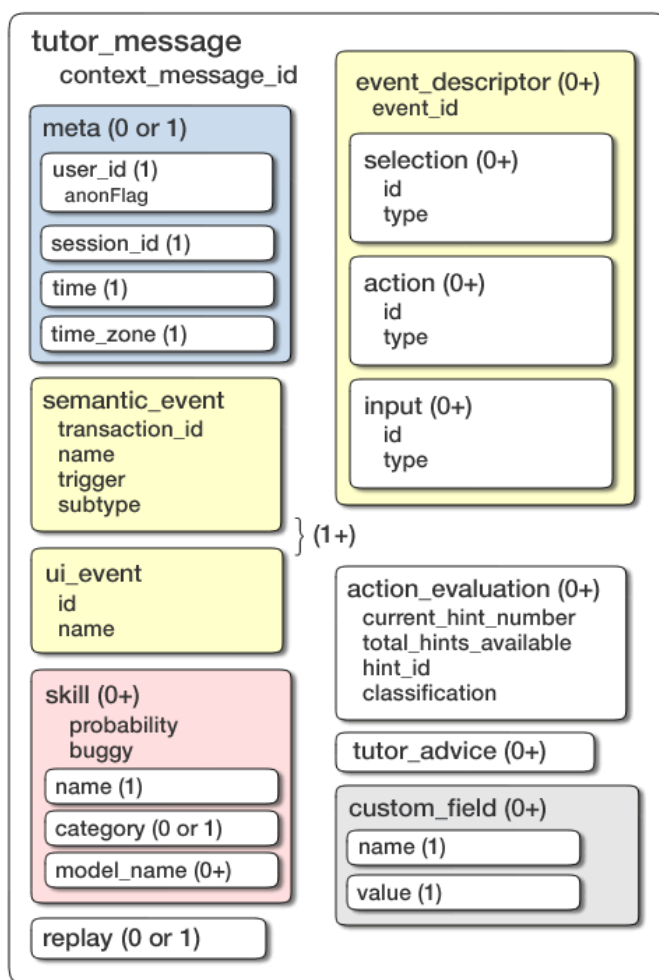 tutor_message
context_message_id
meta (0 or 1)
user_id (1)
anonFlag
session_id (1)
time (1)
time_zone (1)
semantic_event
transaction_id
name
trigger
subtype
} (1+)
ui_event
id
name
skill (0+)
probability
buggy
name (1)
category (0 or 1)
model_name (0+)
replay (0 or 1)
event_descriptor (0+)
event_id
selection (0+)
id
type
action (0+)
id
type
input (0+)
id
type
action_evaluation (0+)
current_hint_number
total_hints_available
hint_id
classification
tutor_advice (0+)
custom_field (0+)
name (1)
value (1)